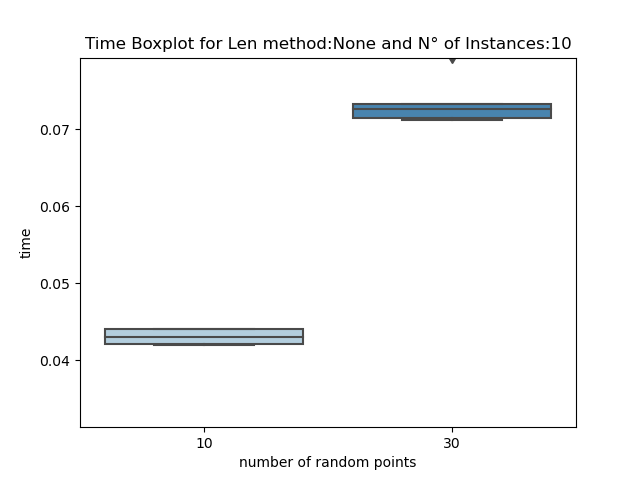 Time Boxplot for Len method:None and N° of Instances:10
0.07
0.06
0.05
0.04
time
10
30
number of random points